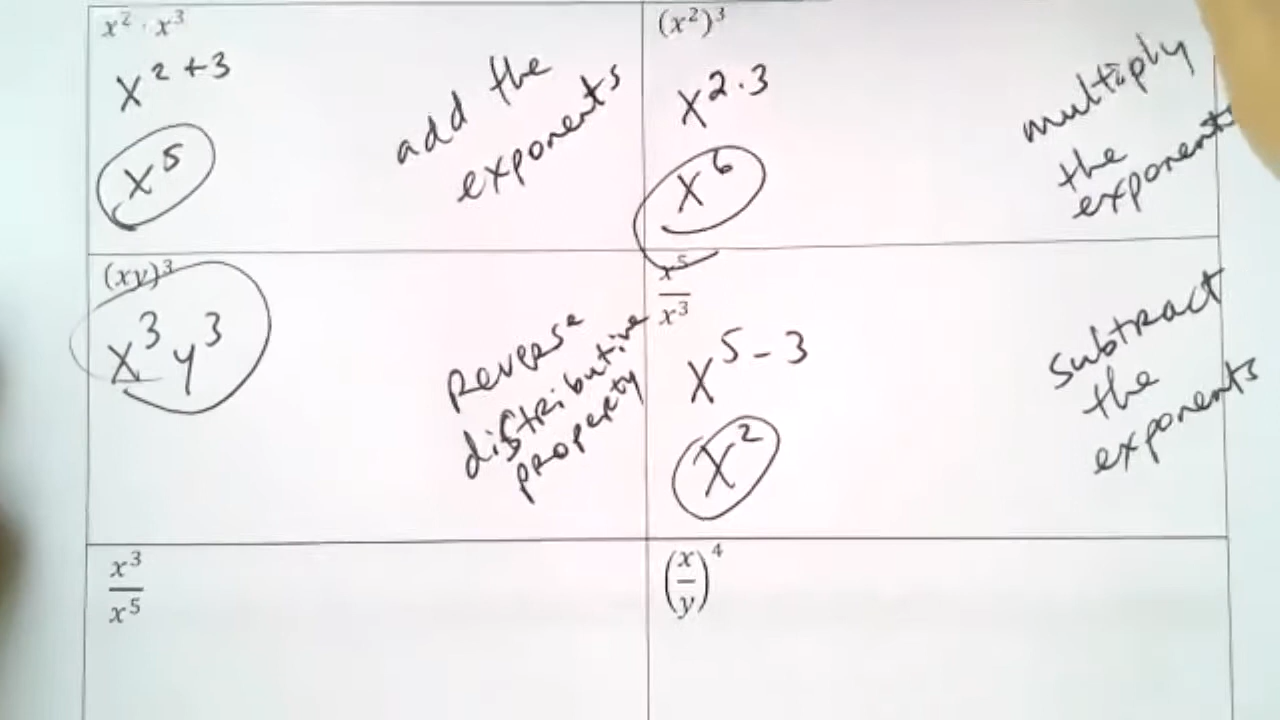 x² · x³
x²⁺³
x⁵
add the
exponents
(x²)³
x²·³
x⁶
multiply
the
exponents
(xy)³
x³y³
reverse
distributive
property
x⁵
x³
x⁵⁻³
x²
subtract
the
exponents
x³
x⁵
(x/y)⁴